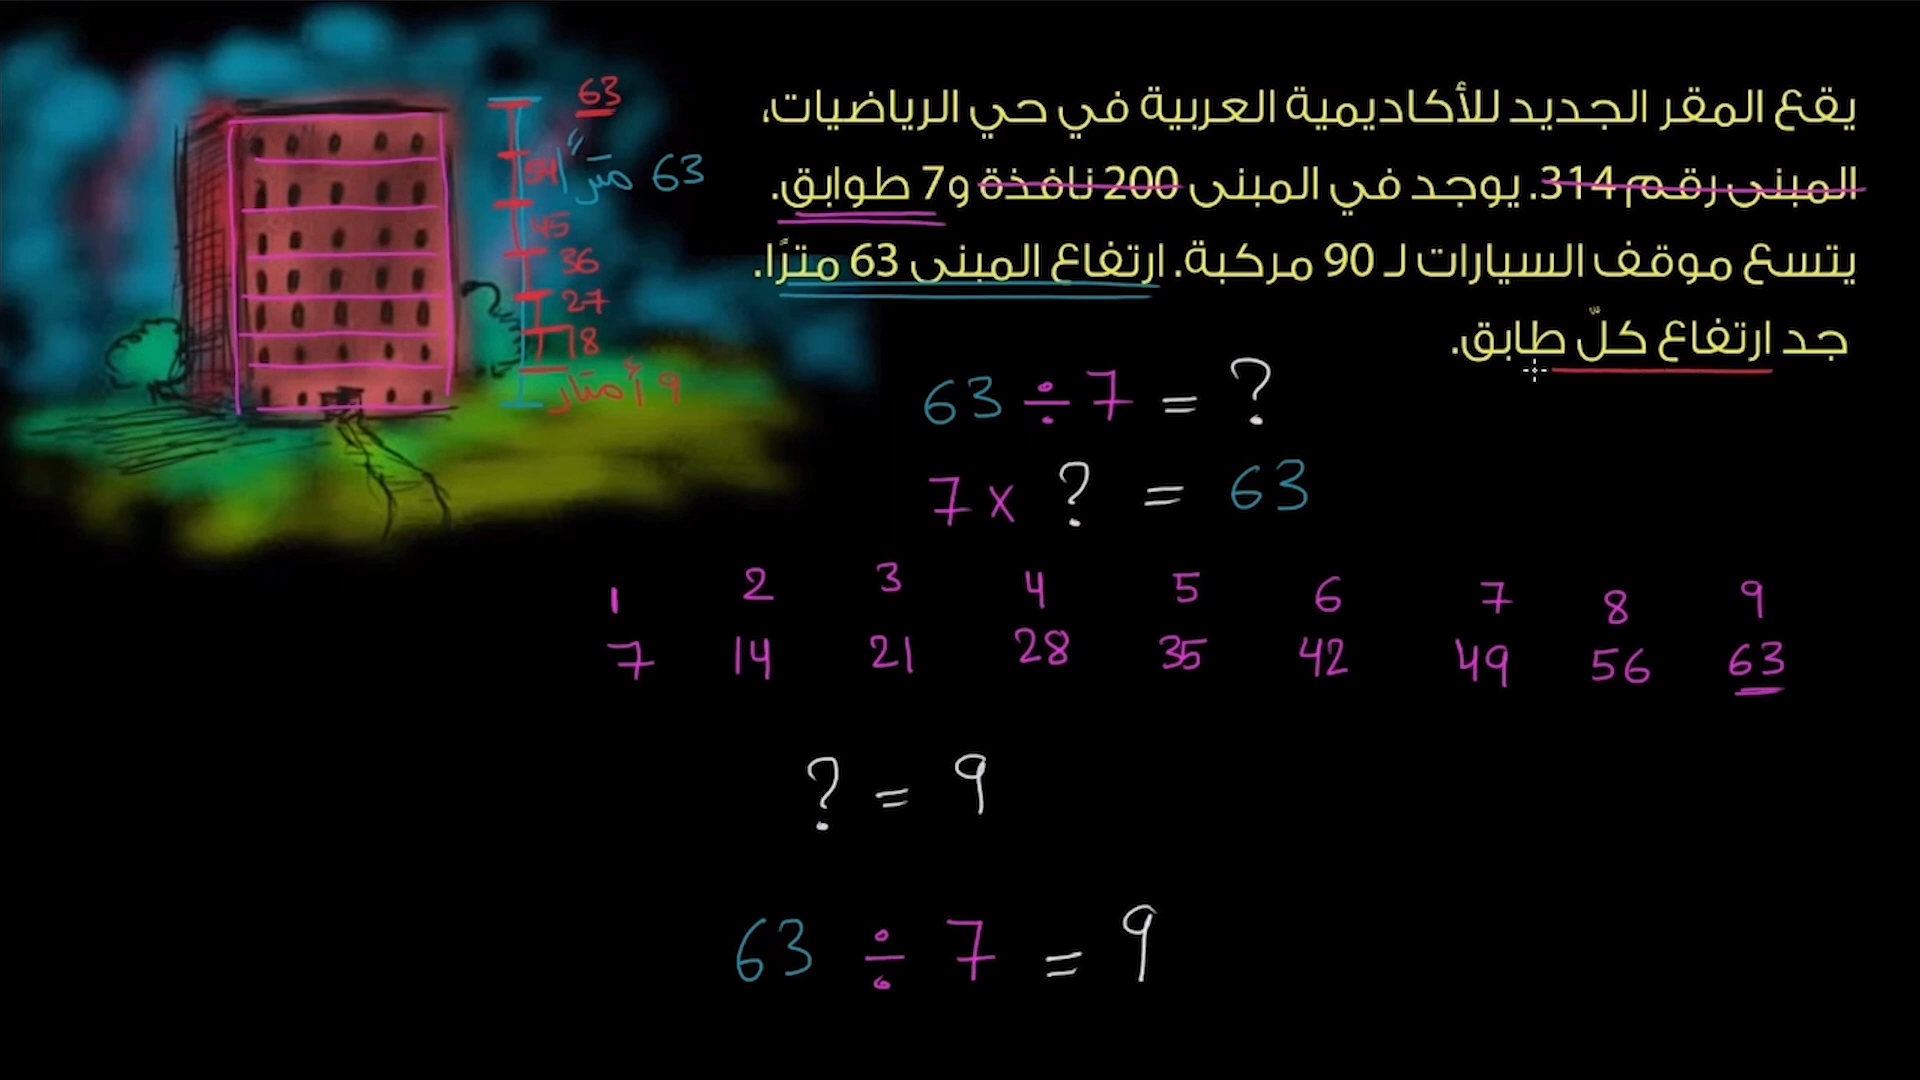 يقع المقر الجديد للأكاديمية العربية في حي الرياضيات،
المبنى رقم 314. يوجد في المبنى 200 نافذة و7 طوابق.
يتسع موقف السيارات لـ 90 مركبة. ارتفاع المبنى 63 مترًا.
جد ارتفاع كلّ طابق.
63
63 مترًا
54
45
36
27
18
9 أمتار
63 ÷ 7 = ?
7 x ? = 63
1 2 3 4 5 6 7 8 9
7 14 21 28 35 42 49 56 63
? = 9
63 ÷ 7 = 9